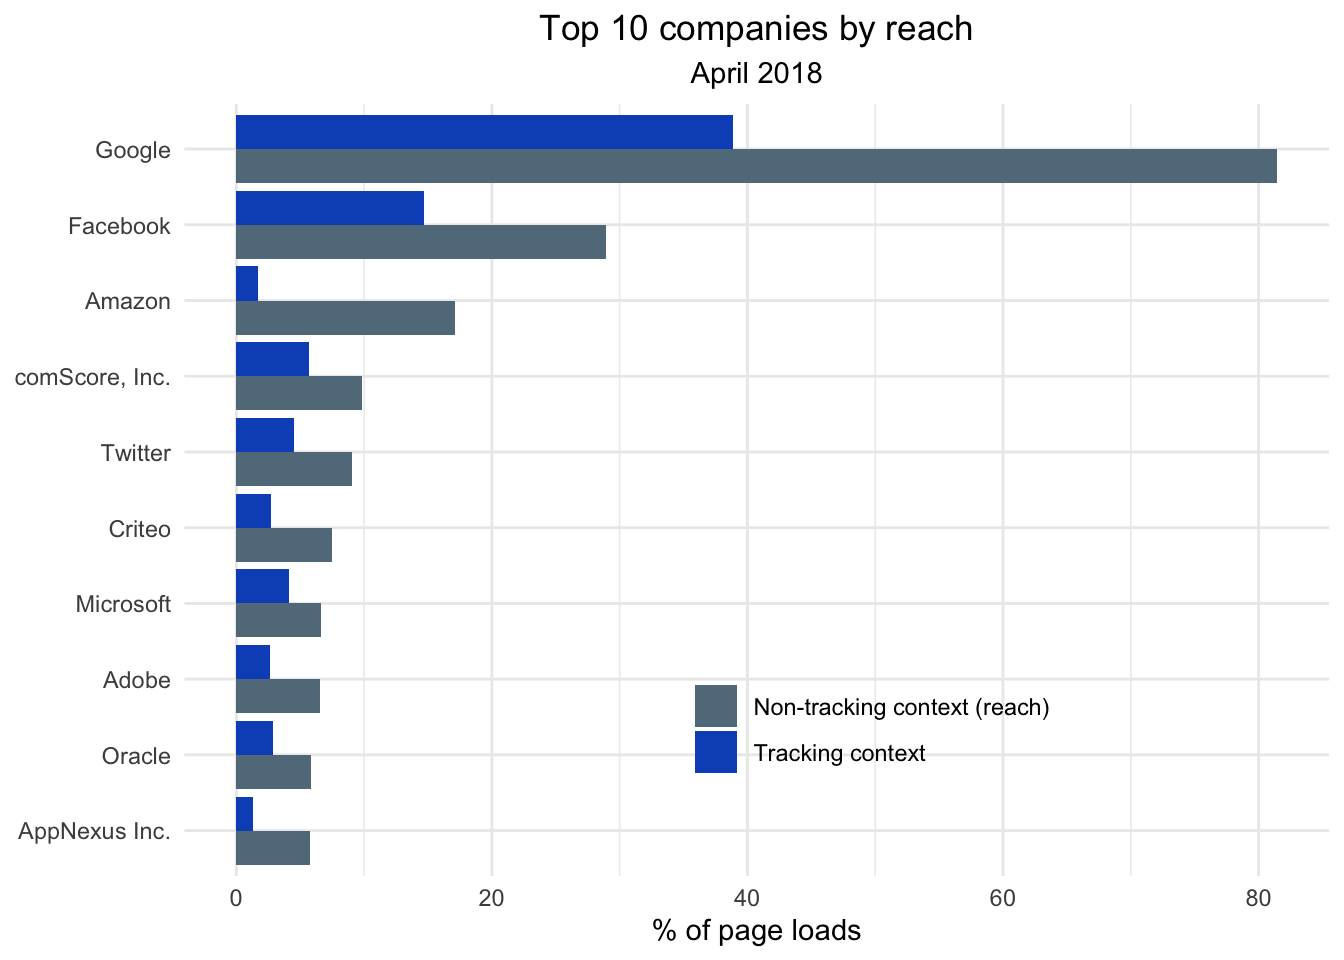 Top 10 companies by reach
April 2018
Google
Facebook
Amazon
comScore, Inc.
Twitter
Criteo
Microsoft
Adobe
Oracle
AppNexus Inc.
Non-tracking context (reach)
Tracking context
0 20 40 60 80
% of page loads